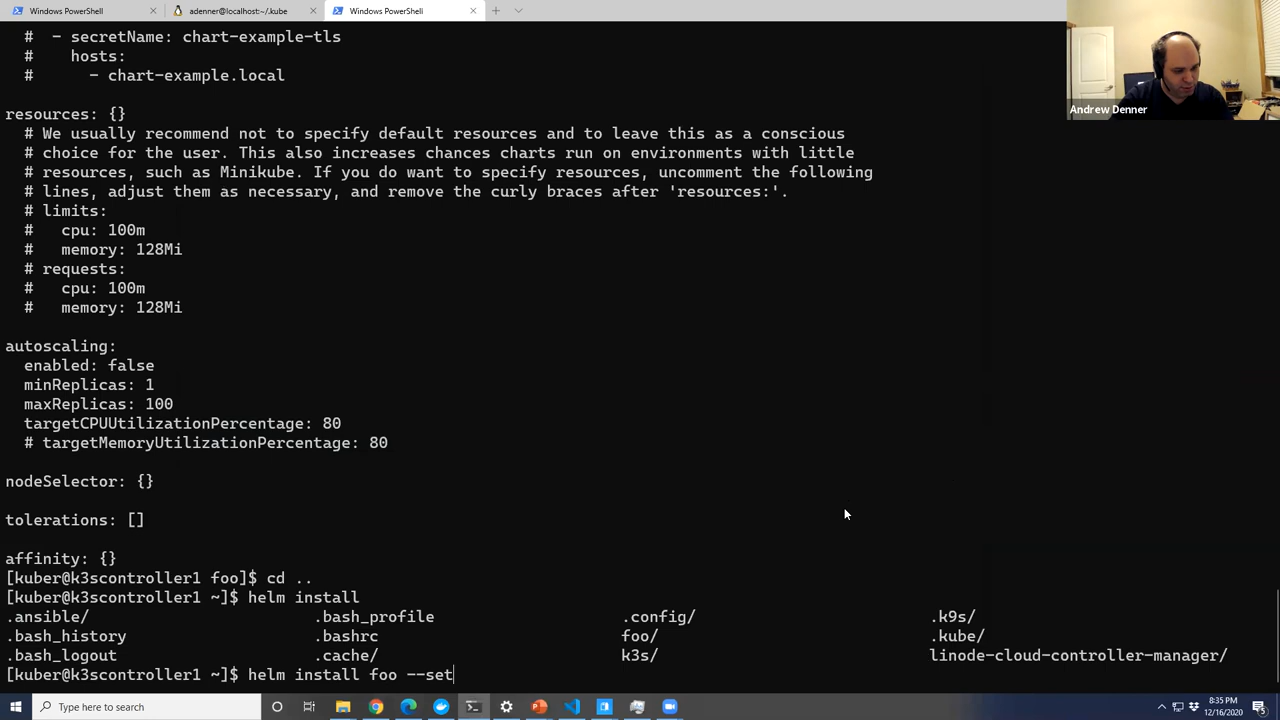 Windows PowerShell
adenner@localhost:~/.kube
Windows PowerShell
#  - secretName: chart-example-tls
#    hosts:
#      - chart-example.local
resources: {}
# We usually recommend not to specify default resources and to leave this as a conscious
# choice for the user. This also increases chances charts run on environments with little
# resources, such as Minikube. If you do want to specify resources, uncomment the following
# lines, adjust them as necessary, and remove the curly braces after 'resources:'.
# limits:
#   cpu: 100m
#   memory: 128Mi
# requests:
#   cpu: 100m
#   memory: 128Mi
autoscaling:
enabled: false
minReplicas: 1
maxReplicas: 100
targetCPUUtilizationPercentage: 80
# targetMemoryUtilizationPercentage: 80
nodeSelector: {}
tolerations: []
affinity: {}
[kuber@k3scontroller1 foo]$ cd ..
[kuber@k3scontroller1 ~]$ helm install
.ansible/ .bash_profile .config/ .k9s/
.bash_history .bashrc foo/ .kube/
.bash_logout .cache/ k3s/ linode-cloud-controller-manager/
[kuber@k3scontroller1 ~]$ helm install foo --set
Andrew Denner
Type here to search
8:35 PM
12/16/2020